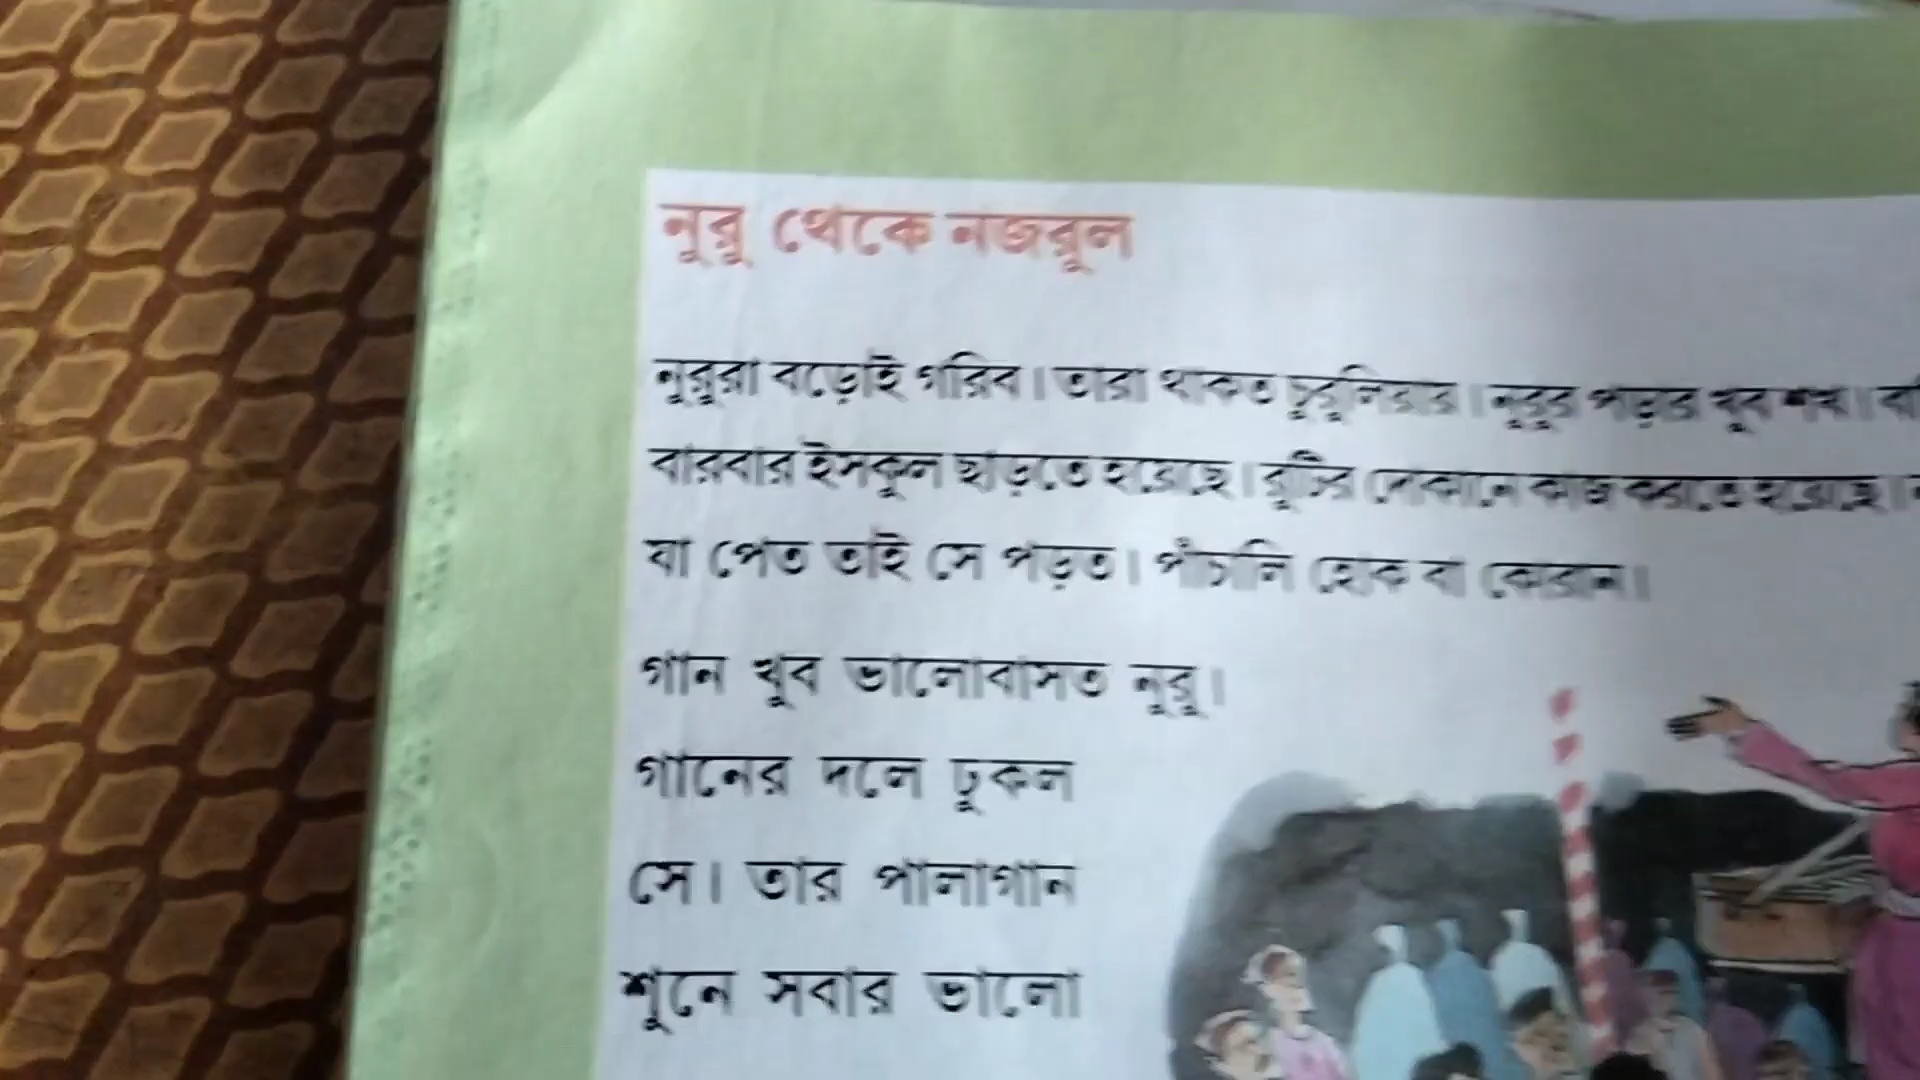 নুরু থেকে নজরুল
নুরুরা বড়োই গরিব। তারা থাকত চুরুলিয়ায়। নুরুর পড়ার খুব শখ।
বারবার ইসকুল ছাড়তে হয়েছে। রুটির দোকানে কাজ করতে হয়েছে।
যা পেত তাই সে পড়ত। পাঁচালি হোক বা কোরান।
গান খুব ভালোবাসত নুরু।
গানের দলে ঢুকল
সে। তার পালাগান
শুনে সবার ভালো